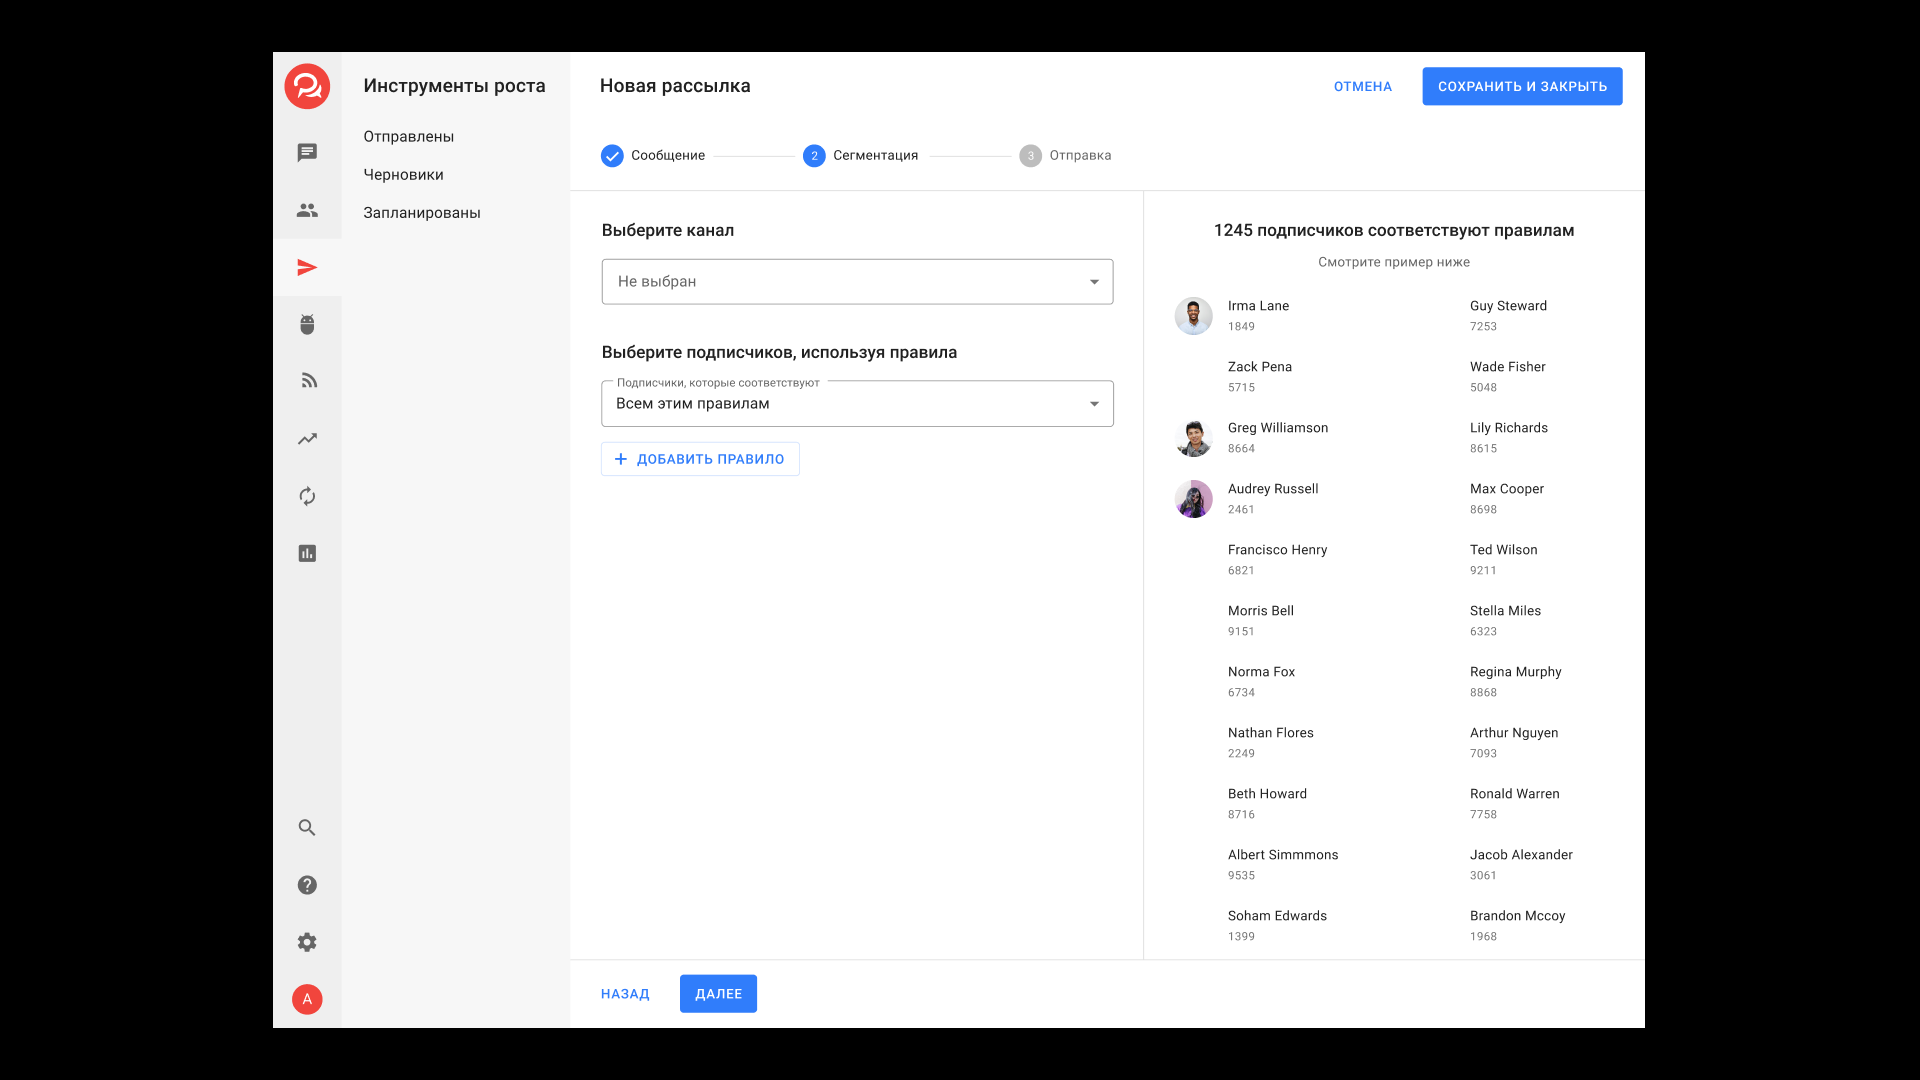 Инструменты роста
Отправлены
Черновики
Запланированы
A
Новая рассылка
ОТМЕНА
СОХРАНИТЬ И ЗАКРЫТЬ
Сообщение
2 Сегментация
3 Отправка
Выберите канал
Не выбран
Выберите подписчиков, используя правила
Подписчики, которые соответствуют
Всем этим правилам
+ ДОБАВИТЬ ПРАВИЛО
1245 подписчиков соответствуют правилам
Смотрите пример ниже
Irma Lane
1849
Guy Steward
7253
Zack Pena
5715
Wade Fisher
5048
Greg Williamson
8664
Lily Richards
8615
Audrey Russell
2461
Max Cooper
8698
Francisco Henry
6821
Ted Wilson
9211
Morris Bell
9151
Stella Miles
6323
Norma Fox
6734
Regina Murphy
8868
Nathan Flores
2249
Arthur Nguyen
7093
Beth Howard
8716
Ronald Warren
7758
Albert Simmmons
9535
Jacob Alexander
3061
Soham Edwards
1399
Brandon Mccoy
1968
НАЗАД
ДАЛЕЕ